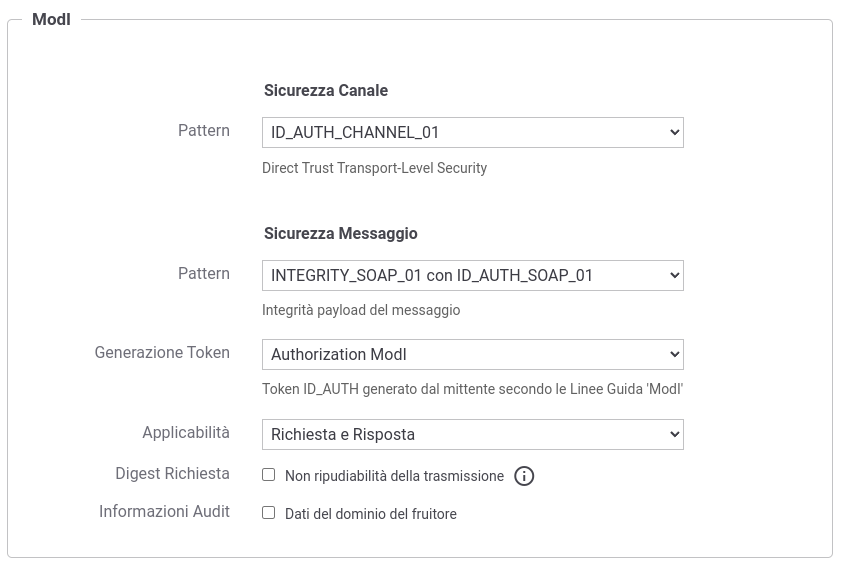 ModI
Sicurezza Canale
Pattern
ID_AUTH_CHANNEL_01
Direct Trust Transport-Level Security
Sicurezza Messaggio
Pattern
INTEGRITY_SOAP_01 con ID_AUTH_SOAP_01
Integrità payload del messaggio
Generazione Token
Authorization ModI
Token ID_AUTH generato dal mittente secondo le Linee Guida 'ModI'
Applicabilità
Richiesta e Risposta
Digest Richiesta
Non ripudiabilità della trasmissione
Informazioni Audit
Dati del dominio del fruitore